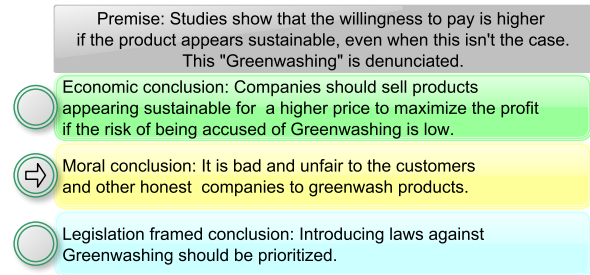 Premise: Studies show that the willingness to pay is higher
if the product appears sustainable, even when this isn't the case.
This "Greenwashing" is denunciated.
Economic conclusion: Companies should sell products
appearing sustainable for a higher price to maximize the profit
if the risk of being accused of Greenwashing is low.
Moral conclusion: It is bad and unfair to the customers
and other honest companies to greenwash products.
Legislation framed conclusion: Introducing laws against
Greenwashing should be prioritized.